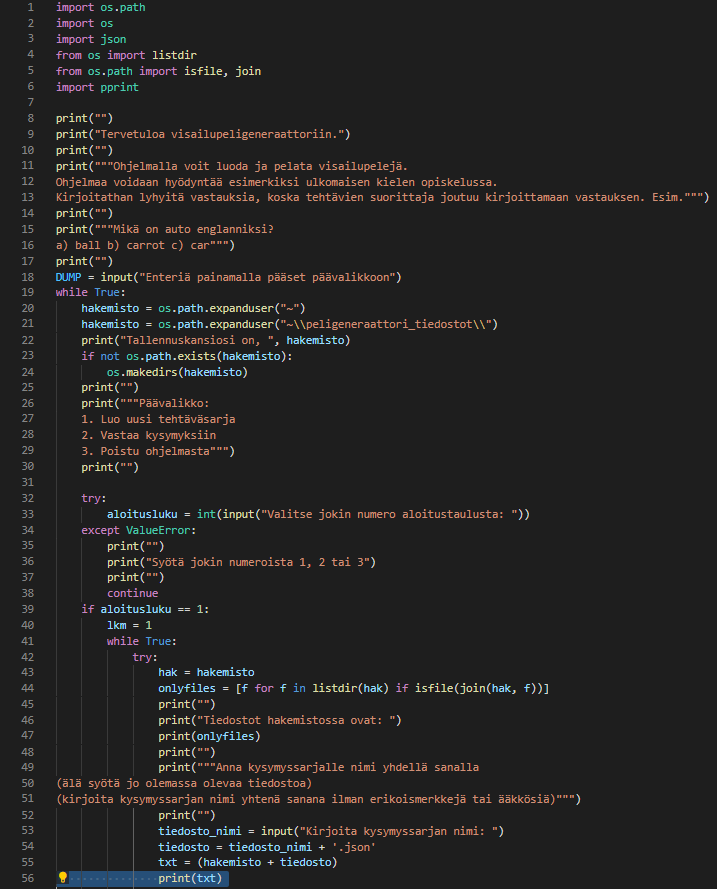 1 import os.path
2 import os
3 import json
4 from os import listdir
5 from os.path import isfile, join
6 import pprint
7
8 print("")
9 print("Tervetuloa visailupeligeneraattoriin.")
10 print("")
11 print("""Ohjelmalla voit luoda ja pelata visailupelejä.
12 Ohjelmaa voidaan hyödyntää esimerkiksi ulkomaisen kielen opiskelussa.
13 Kirjoitathan lyhyitä vastauksia, koska tehtävien suorittaja joutuu kirjoittamaan vastauksen. Esim.""")
14 print("")
15 print("""Mikä on auto englanniksi?
16 a) ball b) carrot c) car""")
17 print("")
18 DUMP = input("Enteriä painamalla pääset päävalikkoon")
19 while True:
20     hakemisto = os.path.expanduser("~")
21     hakemisto = os.path.expanduser("~\\peligeneraattori_tiedostot\\")
22     print("Tallennuskansiosi on, ", hakemisto)
23     if not os.path.exists(hakemisto):
24         os.makedirs(hakemisto)
25     print("")
26     print("""Päävalikko:
27     1. Luo uusi tehtäväsarja
28     2. Vastaa kysymyksiin
29     3. Poistu ohjelmasta""")
30     print("")
31
32     try:
33         aloitusluku = int(input("Valitse jokin numero aloitustaulusta: "))
34     except ValueError:
35         print("")
36         print("Syötä jokin numeroista 1, 2 tai 3")
37         print("")
38         continue
39     if aloitusluku == 1:
40         lkm = 1
41         while True:
42             try:
43                 hak = hakemisto
44                 onlyfiles = [f for f in listdir(hak) if isfile(join(hak, f))]
45                 print("")
46                 print("Tiedostot hakemistossa ovat: ")
47                 print(onlyfiles)
48                 print("")
49                 print("""Anna kysymyssarjalle nimi yhdellä sanalla
50 (älä syötä jo olemassa olevaa tiedostoa)
51 (kirjoita kysymyssarjan nimi yhtenä sanana ilman erikoismerkkejä tai ääkkösiä)""")
52                 print("")
53                 tiedosto_nimi = input("Kirjoita kysymyssarjan nimi: ")
54                 tiedosto = tiedosto_nimi + '.json'
55                 txt = (hakemisto + tiedosto)
56                 print(txt)